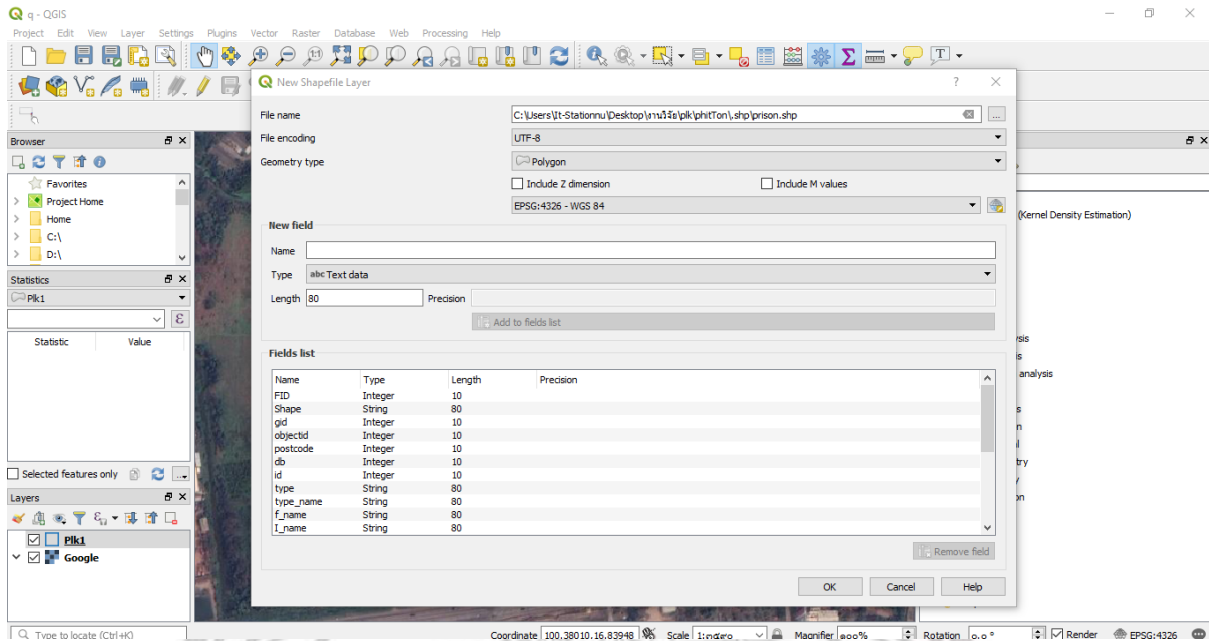 q - QGIS
Project Edit View Layer Settings Plugins Vector Raster Database Web Processing Help
New Shapefile Layer
File name C:\Users\It-Stationnu\Desktop\งานวิจัย\plk\phitTon\.shp\prison.shp
File encoding UTF-8
Geometry type Polygon
Include Z dimension Include M values
EPSG:4326 - WGS 84
New field
Name
Type abc Text data
Length 80 Precision
Add to fields list
Fields list
Name Type Length Precision
FID Integer 10
Shape String 80
gid Integer 10
objectid Integer 10
postcode Integer 10
db Integer 10
id Integer 10
type String 80
type_name String 80
f_name String 80
I_name String 80
Remove field
OK Cancel Help
Browser
Favorites
Project Home
Home
C:\
D:\
Statistics
Plk1
Statistic Value
Selected features only
Layers
Plk1
Google
(Kernel Density Estimation)
analysis
Type to locate (Ctrl+K)
Coordinate 100.38010,16.83948 Scale Magnifier ๑๐๐% Rotation ๐.๐ ° Render EPSG:4326